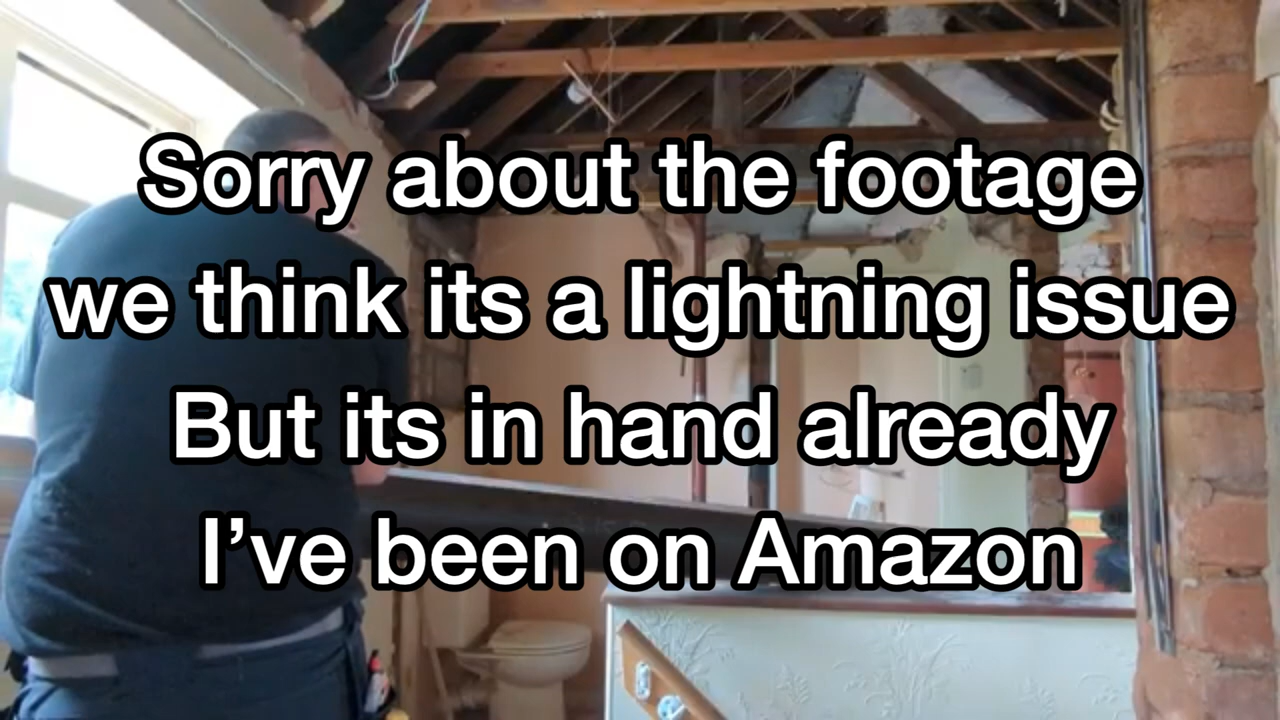 Sorry about the footage
we think its a lightning issue
But its in hand already
I’ve been on Amazon